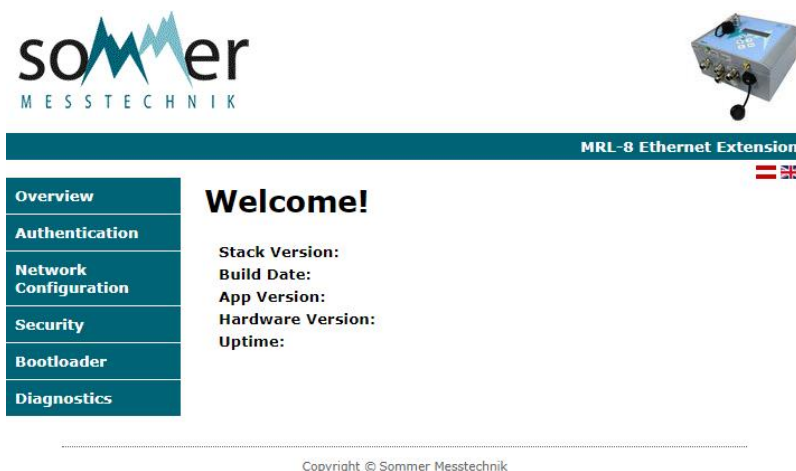 sommer
MESSTECHNIK
MRL-8 Ethernet Extension
Overview
Authentication
Network
Configuration
Security
Bootloader
Diagnostics
Welcome!
Stack Version:
Build Date:
App Version:
Hardware Version:
Uptime:
Copyright © Sommer Messtechnik